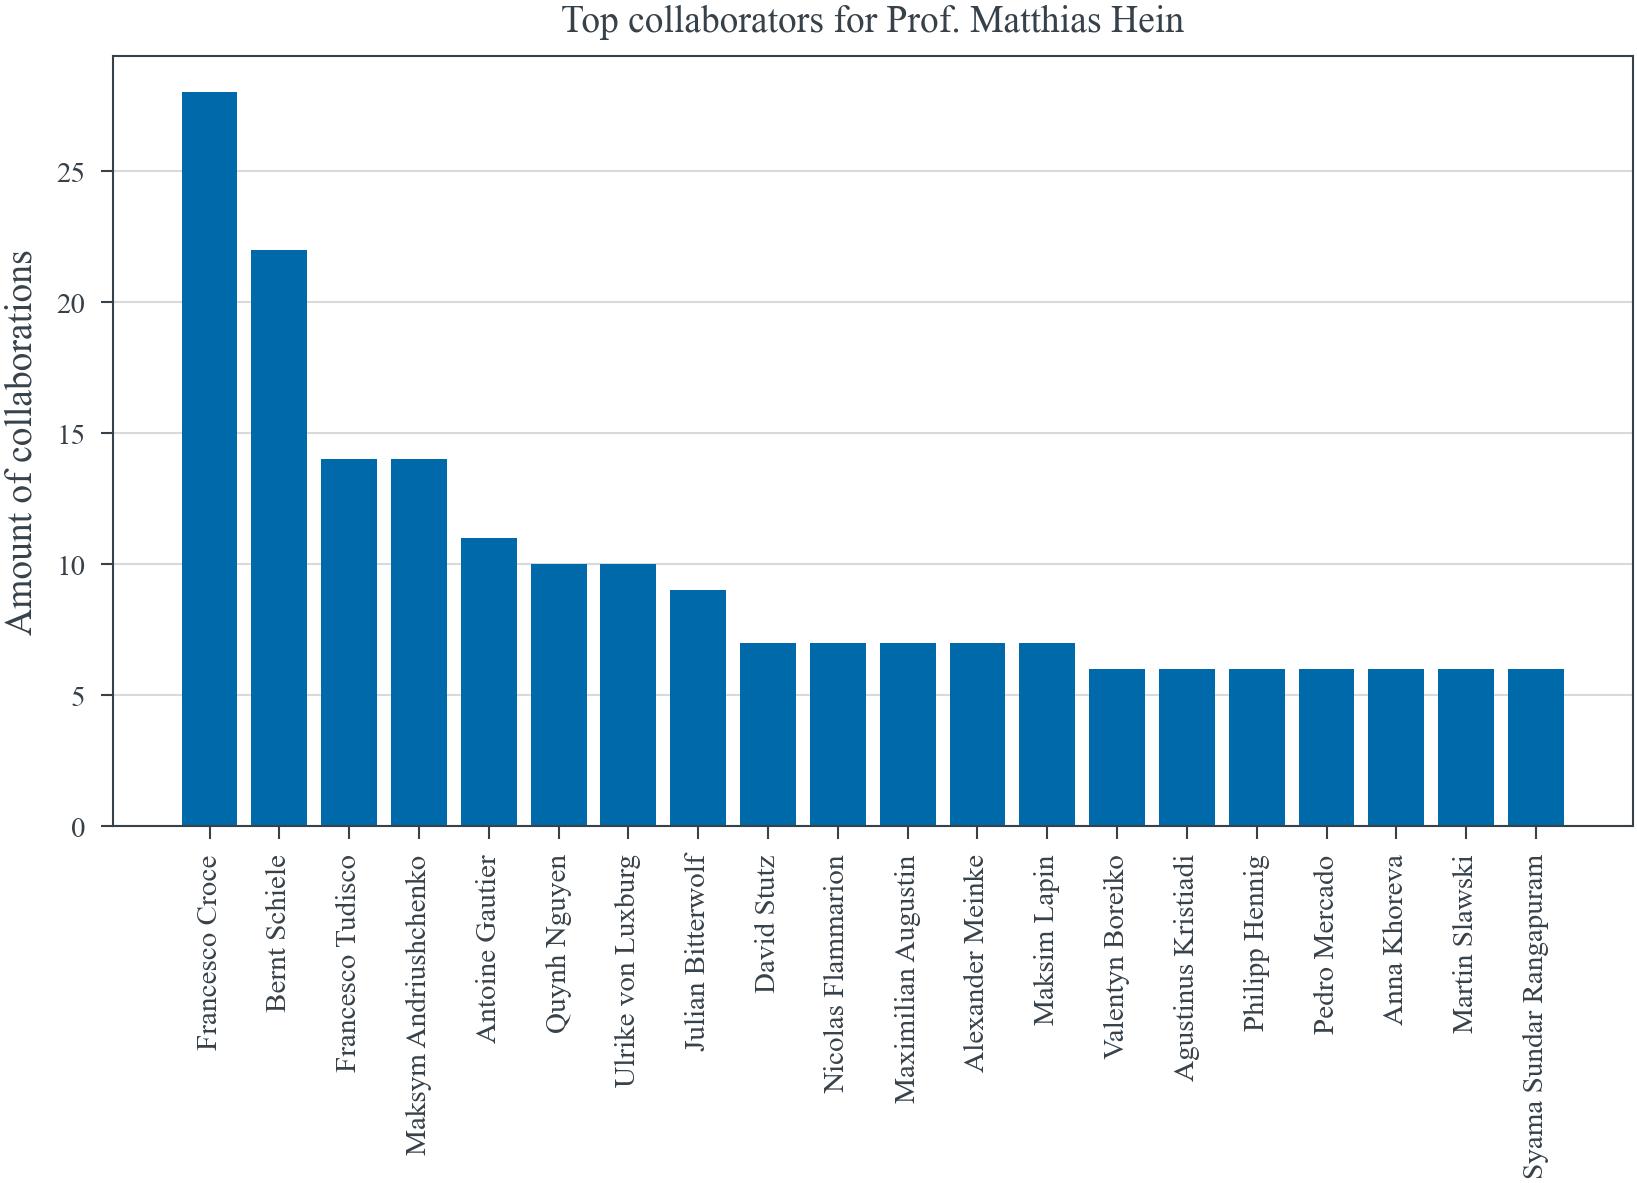 Top collaborators for Prof. Matthias Hein
Amount of collaborations
25
20
15
10
5
0
Francesco Croce
Bernt Schiele
Francesco Tudisco
Maksym Andriushchenko
Antoine Gautier
Quynh Nguyen
Ulrike von Luxburg
Julian Bitterwolf
David Stutz
Nicolas Flammarion
Maximilian Augustin
Alexander Meinke
Maksim Lapin
Valentyn Boreiko
Agustinus Kristiadi
Philipp Hennig
Pedro Mercado
Anna Khoreva
Martin Slawski
Syama Sundar Rangapuram